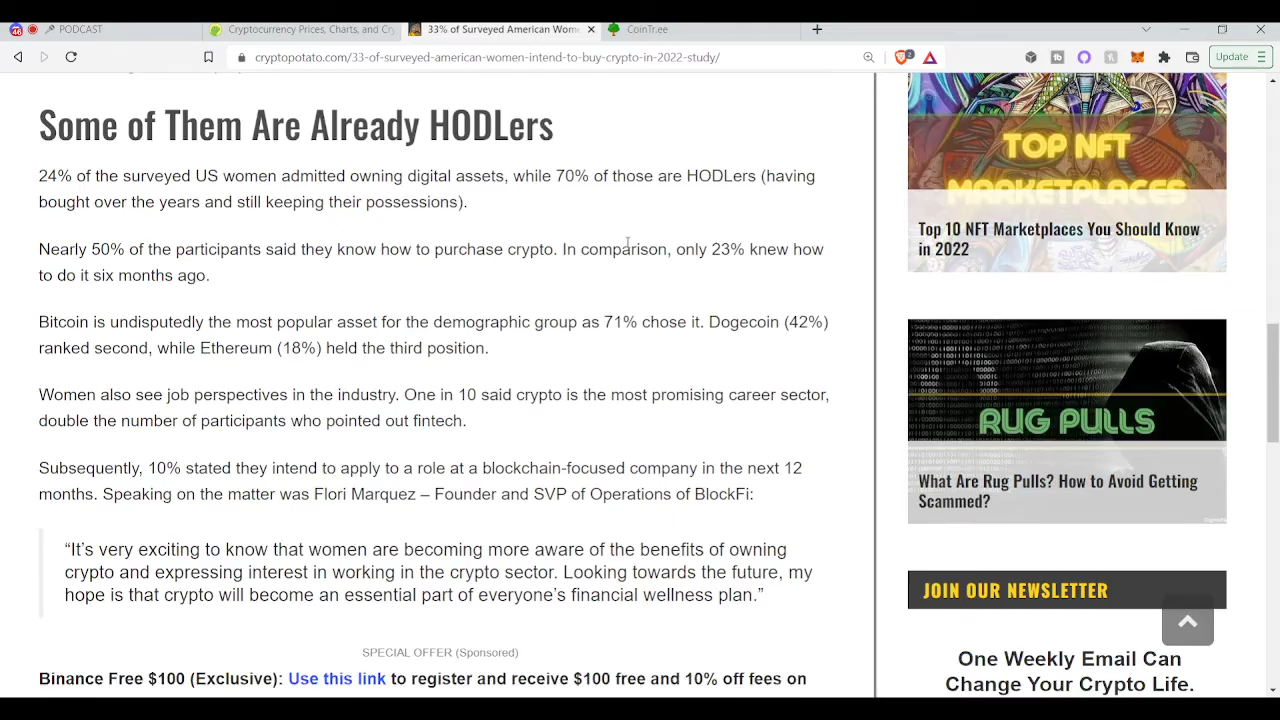 PODCAST
Cryptocurrency Prices, Charts, and Cr
33% of Surveyed American Wome
CoinTree
cryptopotato.com/33-of-surveyed-american-women-intend-to-buy-crypto-in-2022-study/
Update
Some of Them Are Already HODLers
24% of the surveyed US women admitted owning digital assets, while 70% of those are HODLers (having
bought over the years and still keeping their possessions).
Nearly 50% of the participants said they know how to purchase crypto. In comparison, only 23% knew how
to do it six months ago.
Bitcoin is undisputedly the most popular asset for the demographic group as 71% chose it. Dogecoin (42%)
ranked second, while Ethereum (18%) held the third position.
Women also see job perspectives in the industry. One in 10 said crypto is the most promising career sector,
double the number of participants who pointed out fintech.
Subsequently, 10% stated they intend to apply to a role at a blockchain-focused company in the next 12
months. Speaking on the matter was Flori Marquez – Founder and SVP of Operations of BlockFi:
“It’s very exciting to know that women are becoming more aware of the benefits of owning
crypto and expressing interest in working in the crypto sector. Looking towards the future, my
hope is that crypto will become an essential part of everyone’s financial wellness plan.”
SPECIAL OFFER (Sponsored)
Binance Free $100 (Exclusive): Use this link to register and receive $100 free and 10% off fees on
TOP NFT
MARKETPLACES
Top 10 NFT Marketplaces You Should Know
in 2022
RUG PULLS
What Are Rug Pulls? How to Avoid Getting
Scammed?
JOIN OUR NEWSLETTER
One Weekly Email Can
Change Your Crypto Life.